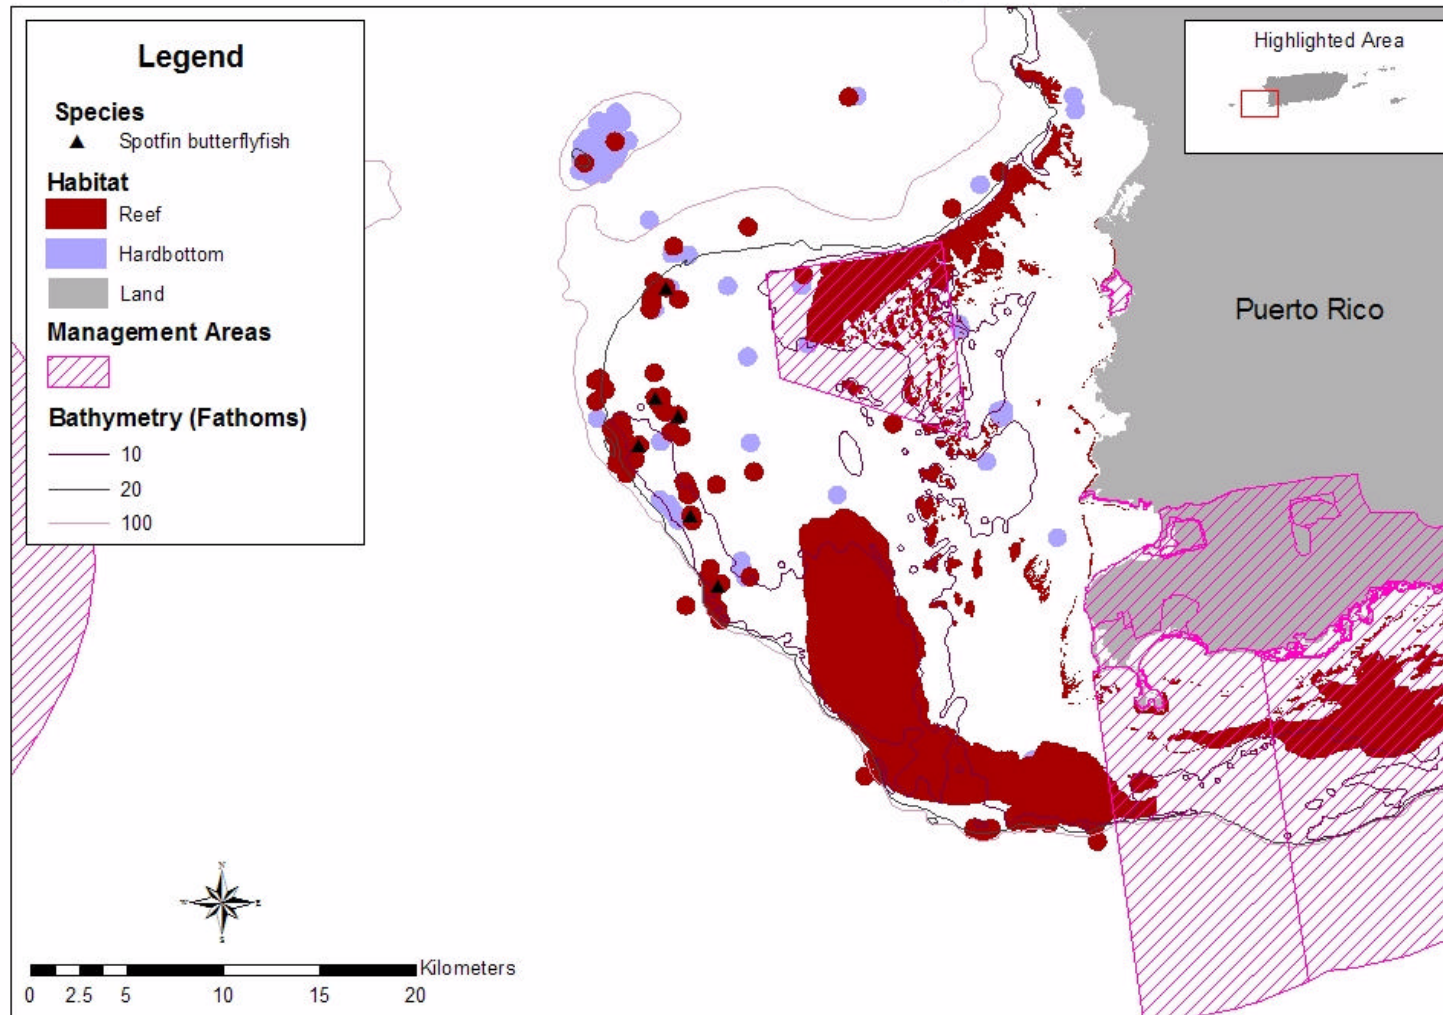 Legend
Species
Spotfin butterflyfish
Habitat
Reef
Hardbottom
Land
Management Areas
Bathymetry (Fathoms)
10
20
100
Highlighted Area
Puerto Rico
N
W E
S
Kilometers
0 2.5 5 10 15 20